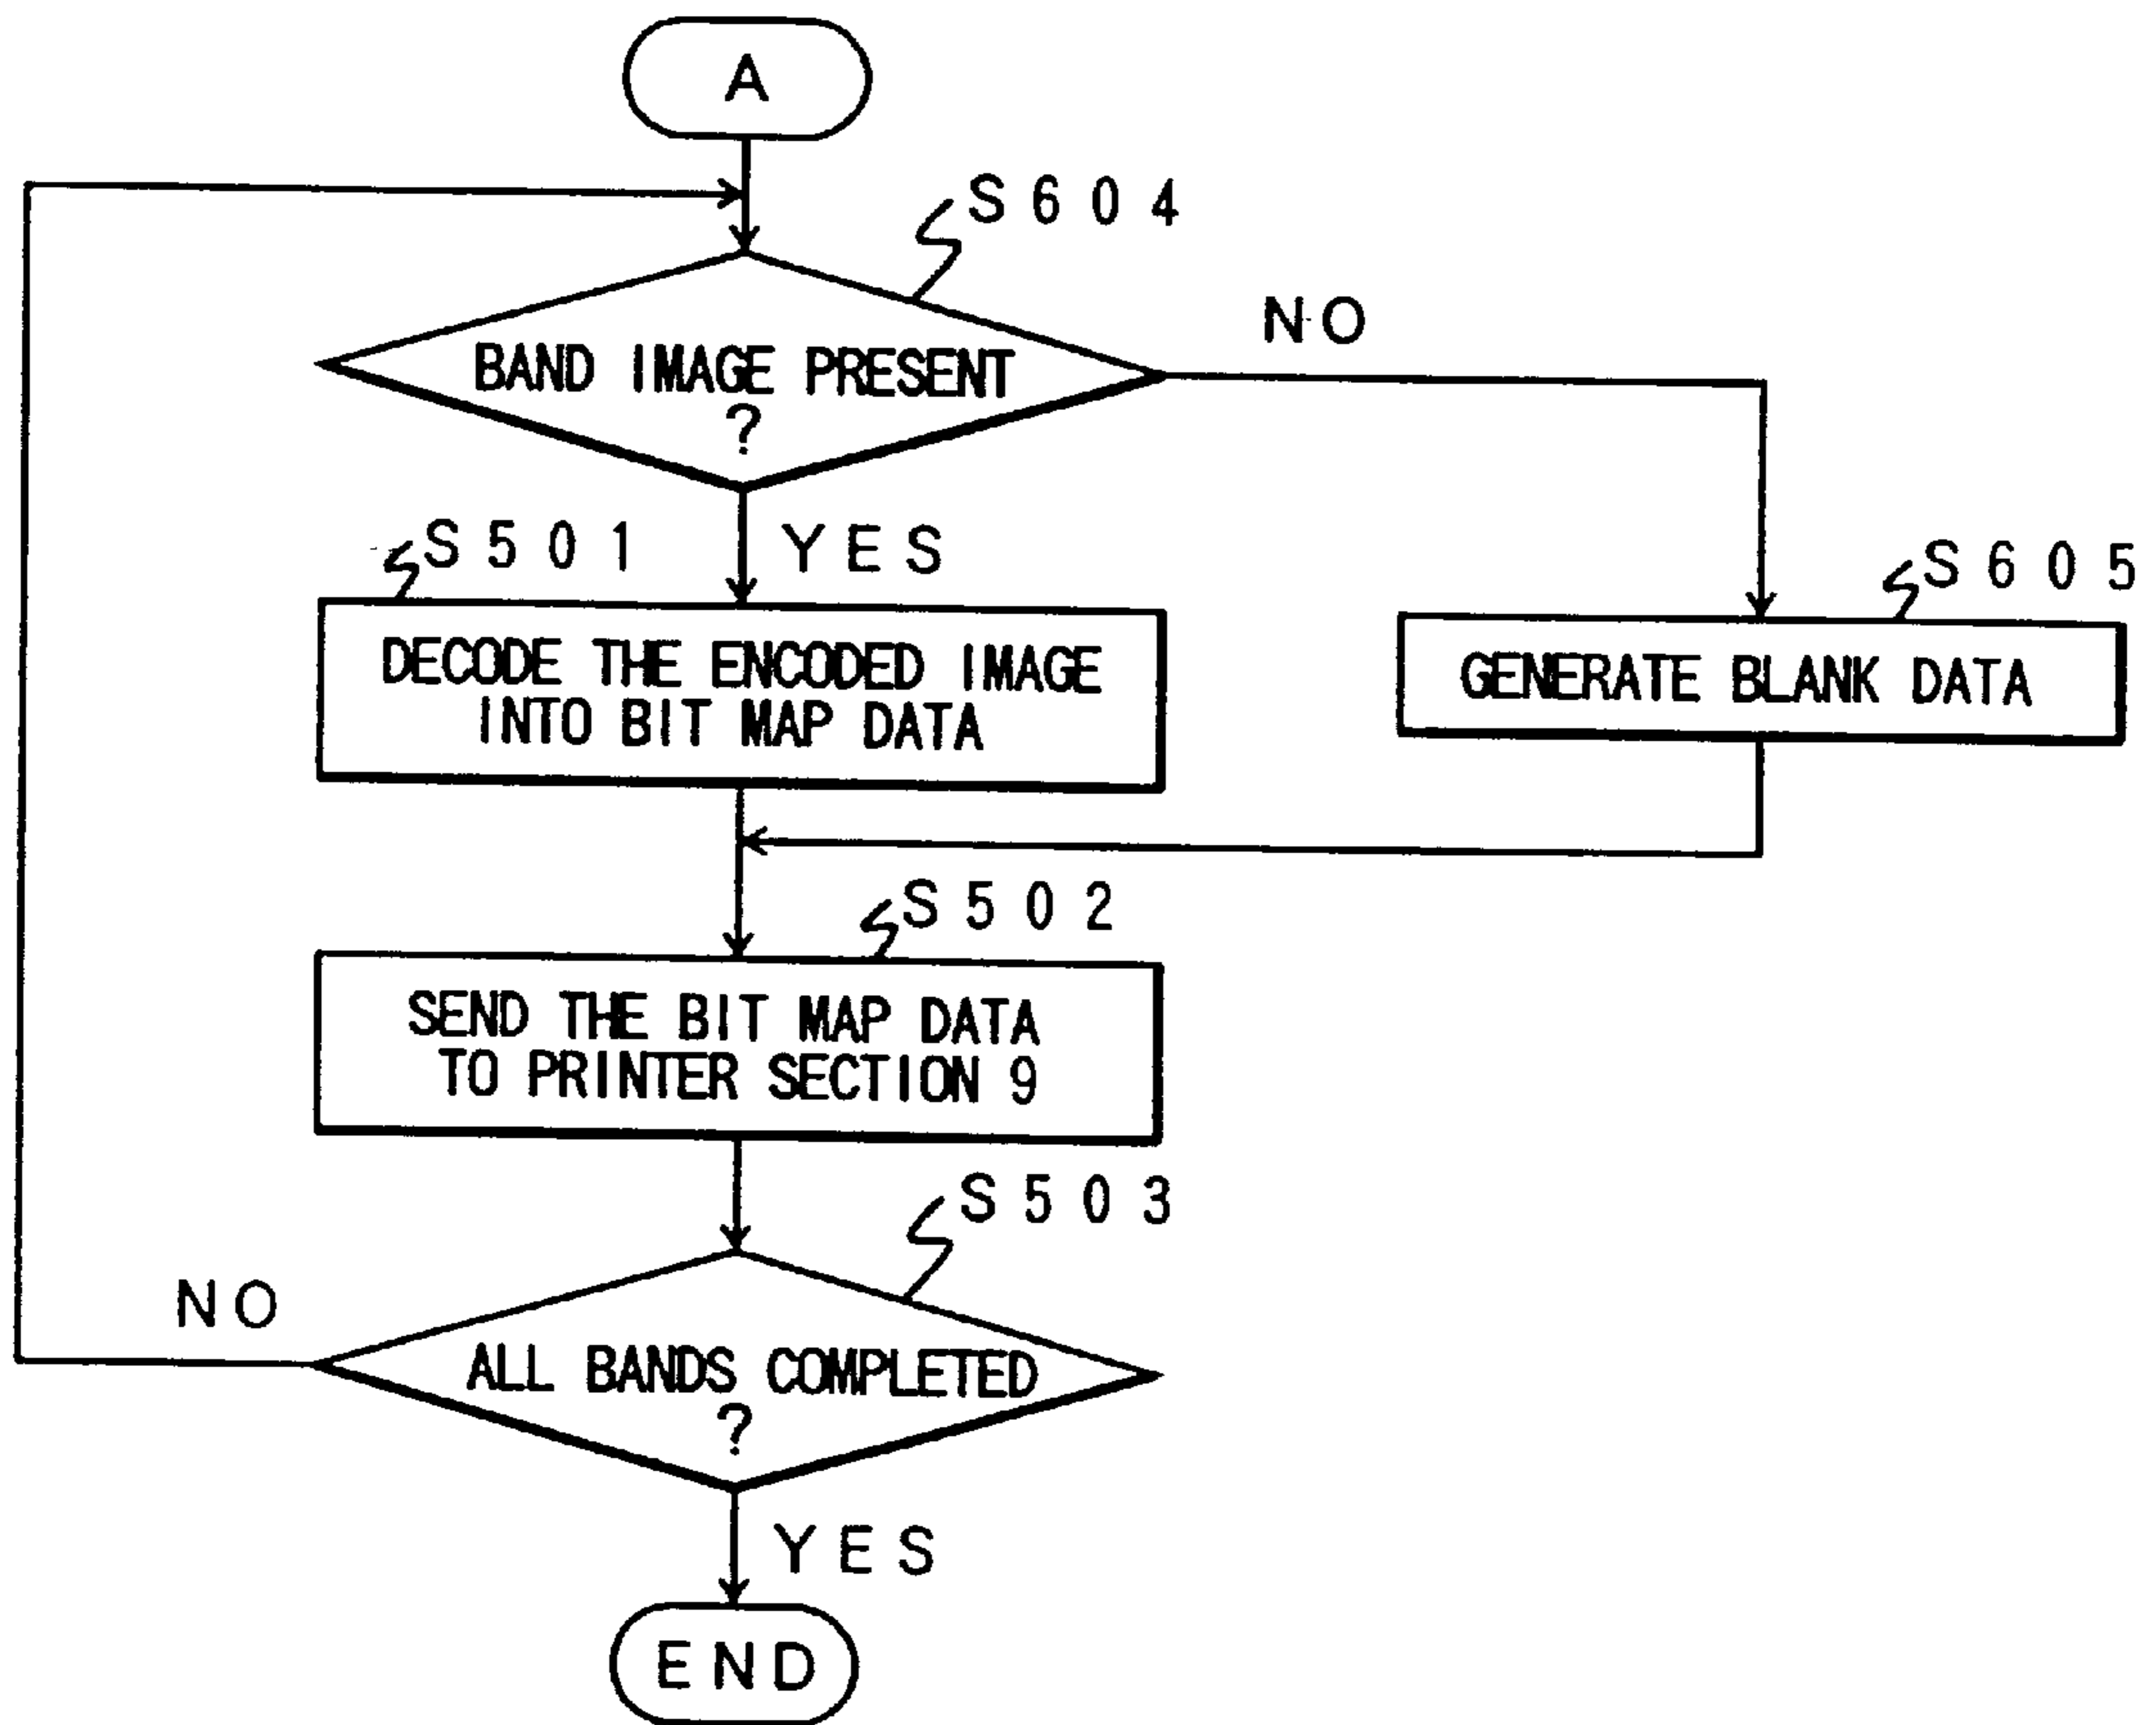 A
S604
BAND IMAGE PRESENT
?
NO
YES
S501
DECODE THE ENCODED IMAGE
INTO BIT MAP DATA
S605
GENERATE BLANK DATA
S502
SEND THE BIT MAP DATA
TO PRINTER SECTION 9
S503
ALL BANDS COMPLETED
?
NO
YES
END